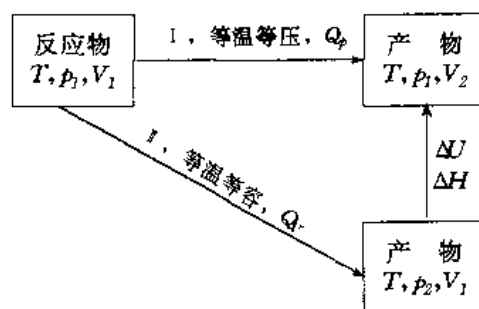 反应物
T, p₁, V₁
I，等温等压，Qₚ
产 物
T, p₁, V₂
II，等温等容，Qᵥ
ΔU
ΔH
产 物
T, p₂, V₁